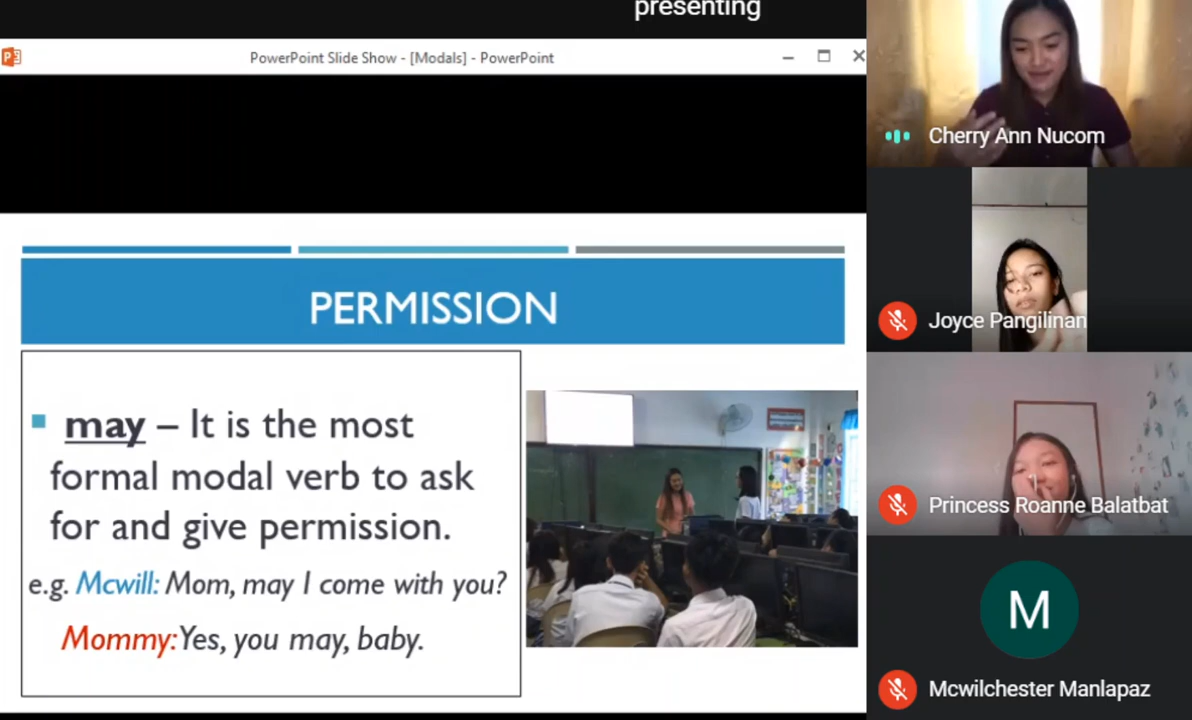 presenting
PowerPoint Slide Show - [Modals] - PowerPoint
PERMISSION
may – It is the most
formal modal verb to ask
for and give permission.
e.g. Mcwill: Mom, may I come with you?
Mommy:Yes, you may, baby.
Cherry Ann Nucom
Joyce Pangilinan
Princess Roanne Balatbat
M
Mcwilchester Manlapaz